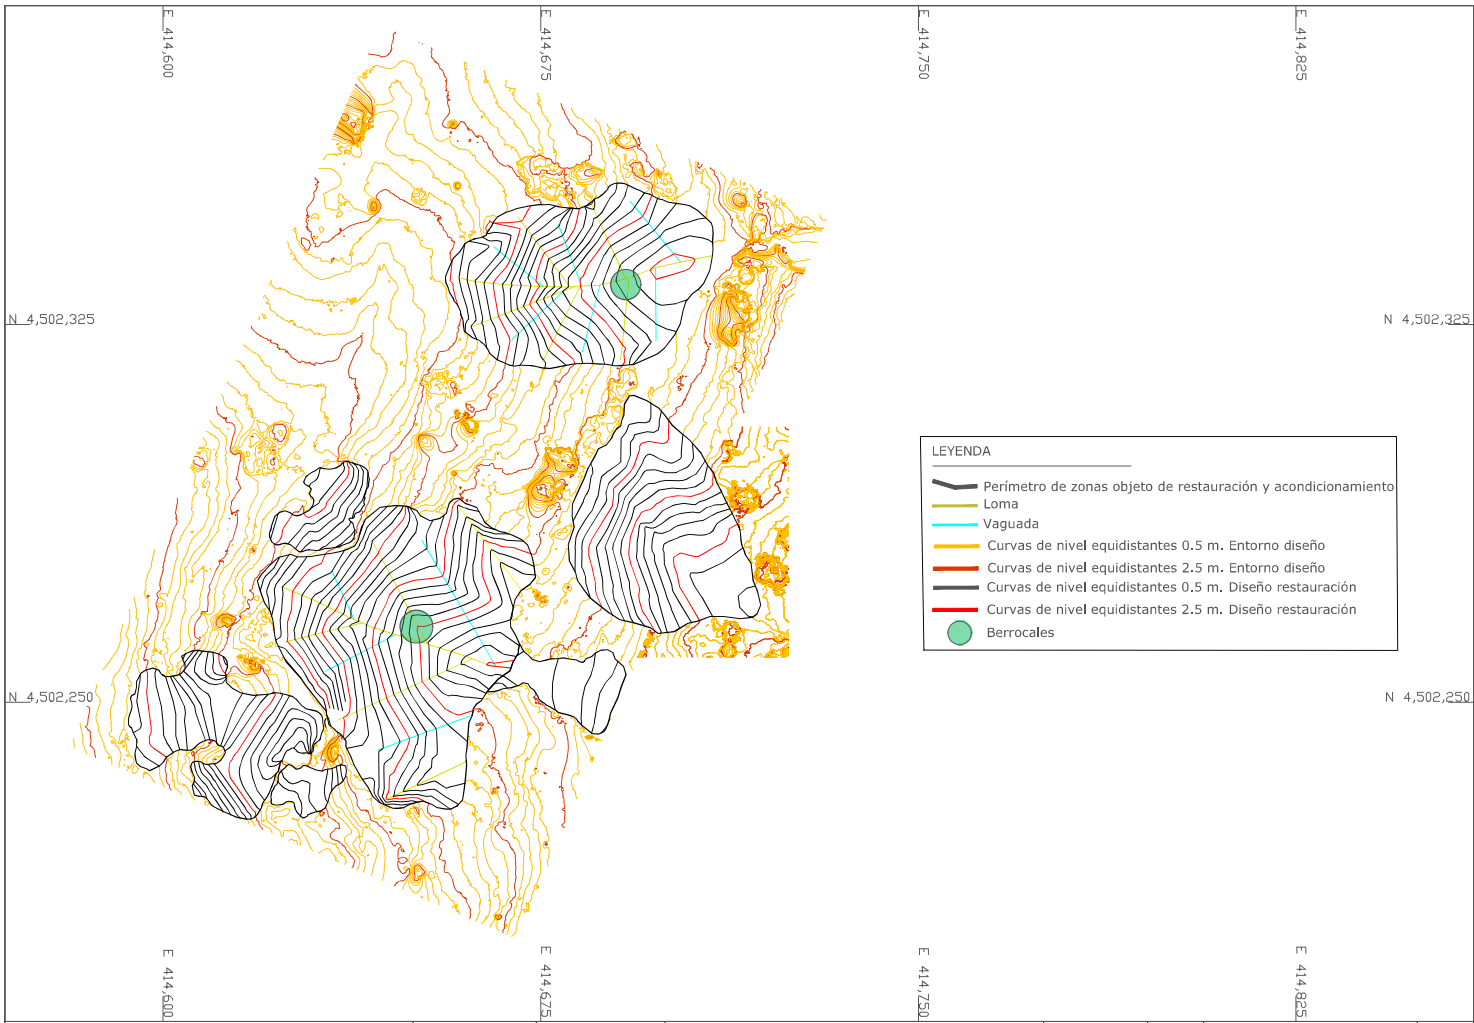 E 414,600
E 414,675
E 414,750
E 414,825
N 4,502,325
N 4,502,325
LEYENDA
Perímetro de zonas objeto de restauración y acondicionamiento
Loma
Vaguada
Curvas de nivel equidistantes 0.5 m. Entorno diseño
Curvas de nivel equidistantes 2.5 m. Entorno diseño
Curvas de nivel equidistantes 0.5 m. Diseño restauración
Curvas de nivel equidistantes 2.5 m. Diseño restauración
Berrocales
N 4,502,250
N 4,502,250
E 414,600
E 414,675
E 414,750
E 414,825